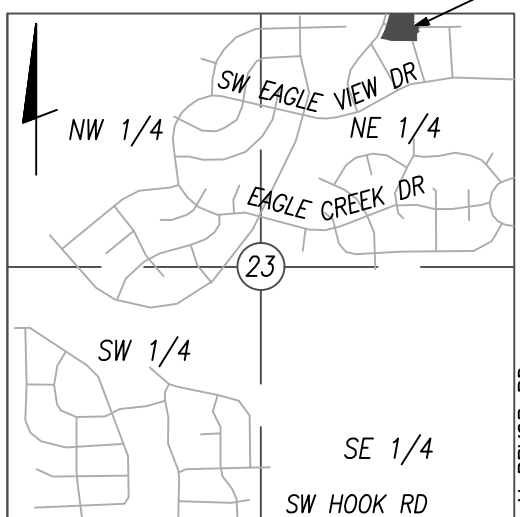 SW EAGLE VIEW DR
NW 1/4
NE 1/4
EAGLE CREEK DR
23
SW 1/4
SE 1/4
SW HOOK RD